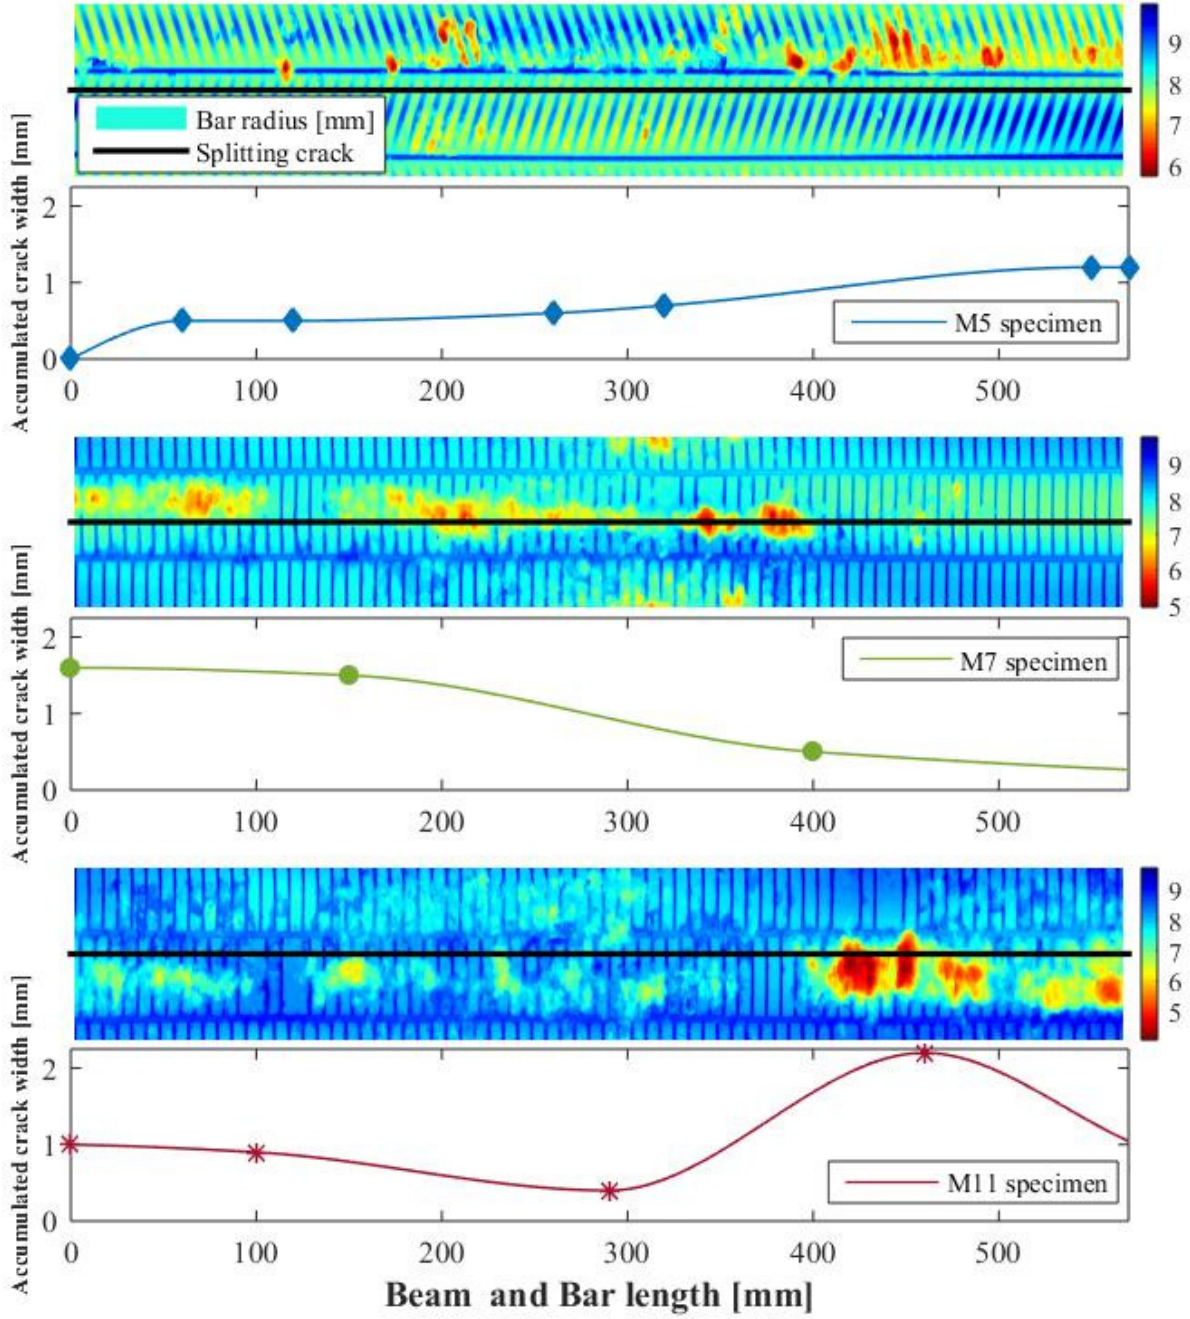 9
8
7
6
Bar radius [mm]
Splitting crack
Accumulated crack width [mm]
2
1
0
M5 specimen
0 100 200 300 400 500
9
8
7
6
5
Accumulated crack width [mm]
2
1
0
M7 specimen
0 100 200 300 400 500
9
8
7
6
5
Accumulated crack width [mm]
2
1
0
M11 specimen
0 100 200 300 400 500
Beam and Bar length [mm]